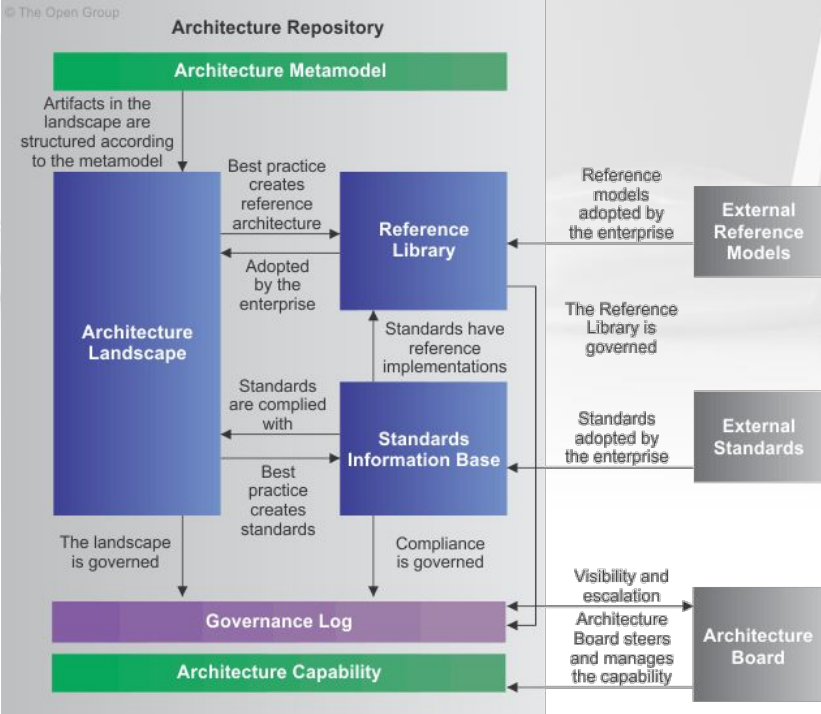 © The Open Group
Architecture Repository
Architecture Metamodel
Artifacts in the
landscape are
structured according
to the metamodel
Best practice
creates
reference
architecture
Reference
Library
Reference
models
adopted by
the enterprise
External
Reference
Models
Adopted
by the
enterprise
Architecture
Landscape
Standards have
reference
implementations
The Reference
Library is
governed
Standards
are complied
with
Standards
Information Base
Standards
adopted by
the enterprise
External
Standards
Best
practice
creates
standards
The landscape
is governed
Compliance
is governed
Visibility and
escalation
Governance Log
Architecture
Board steers
and manages
the capability
Architecture
Board
Architecture Capability